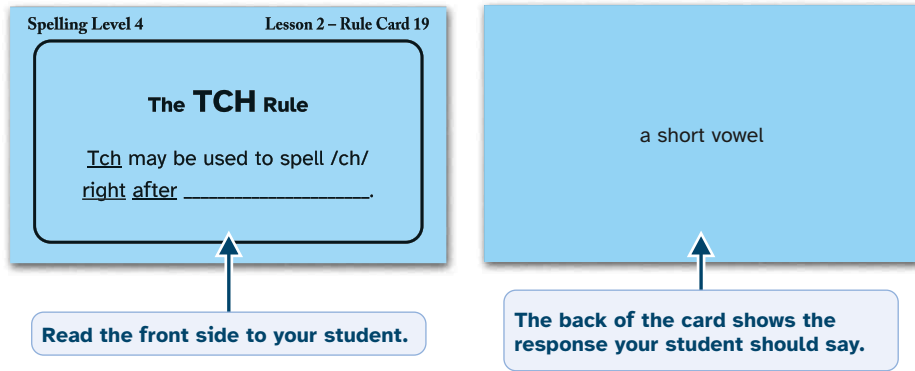 Spelling Level 4 Lesson 2 – Rule Card 19
The TCH Rule
Tch may be used to spell /ch/
right after ______________________.
Read the front side to your student.
a short vowel
The back of the card shows the
response your student should say.